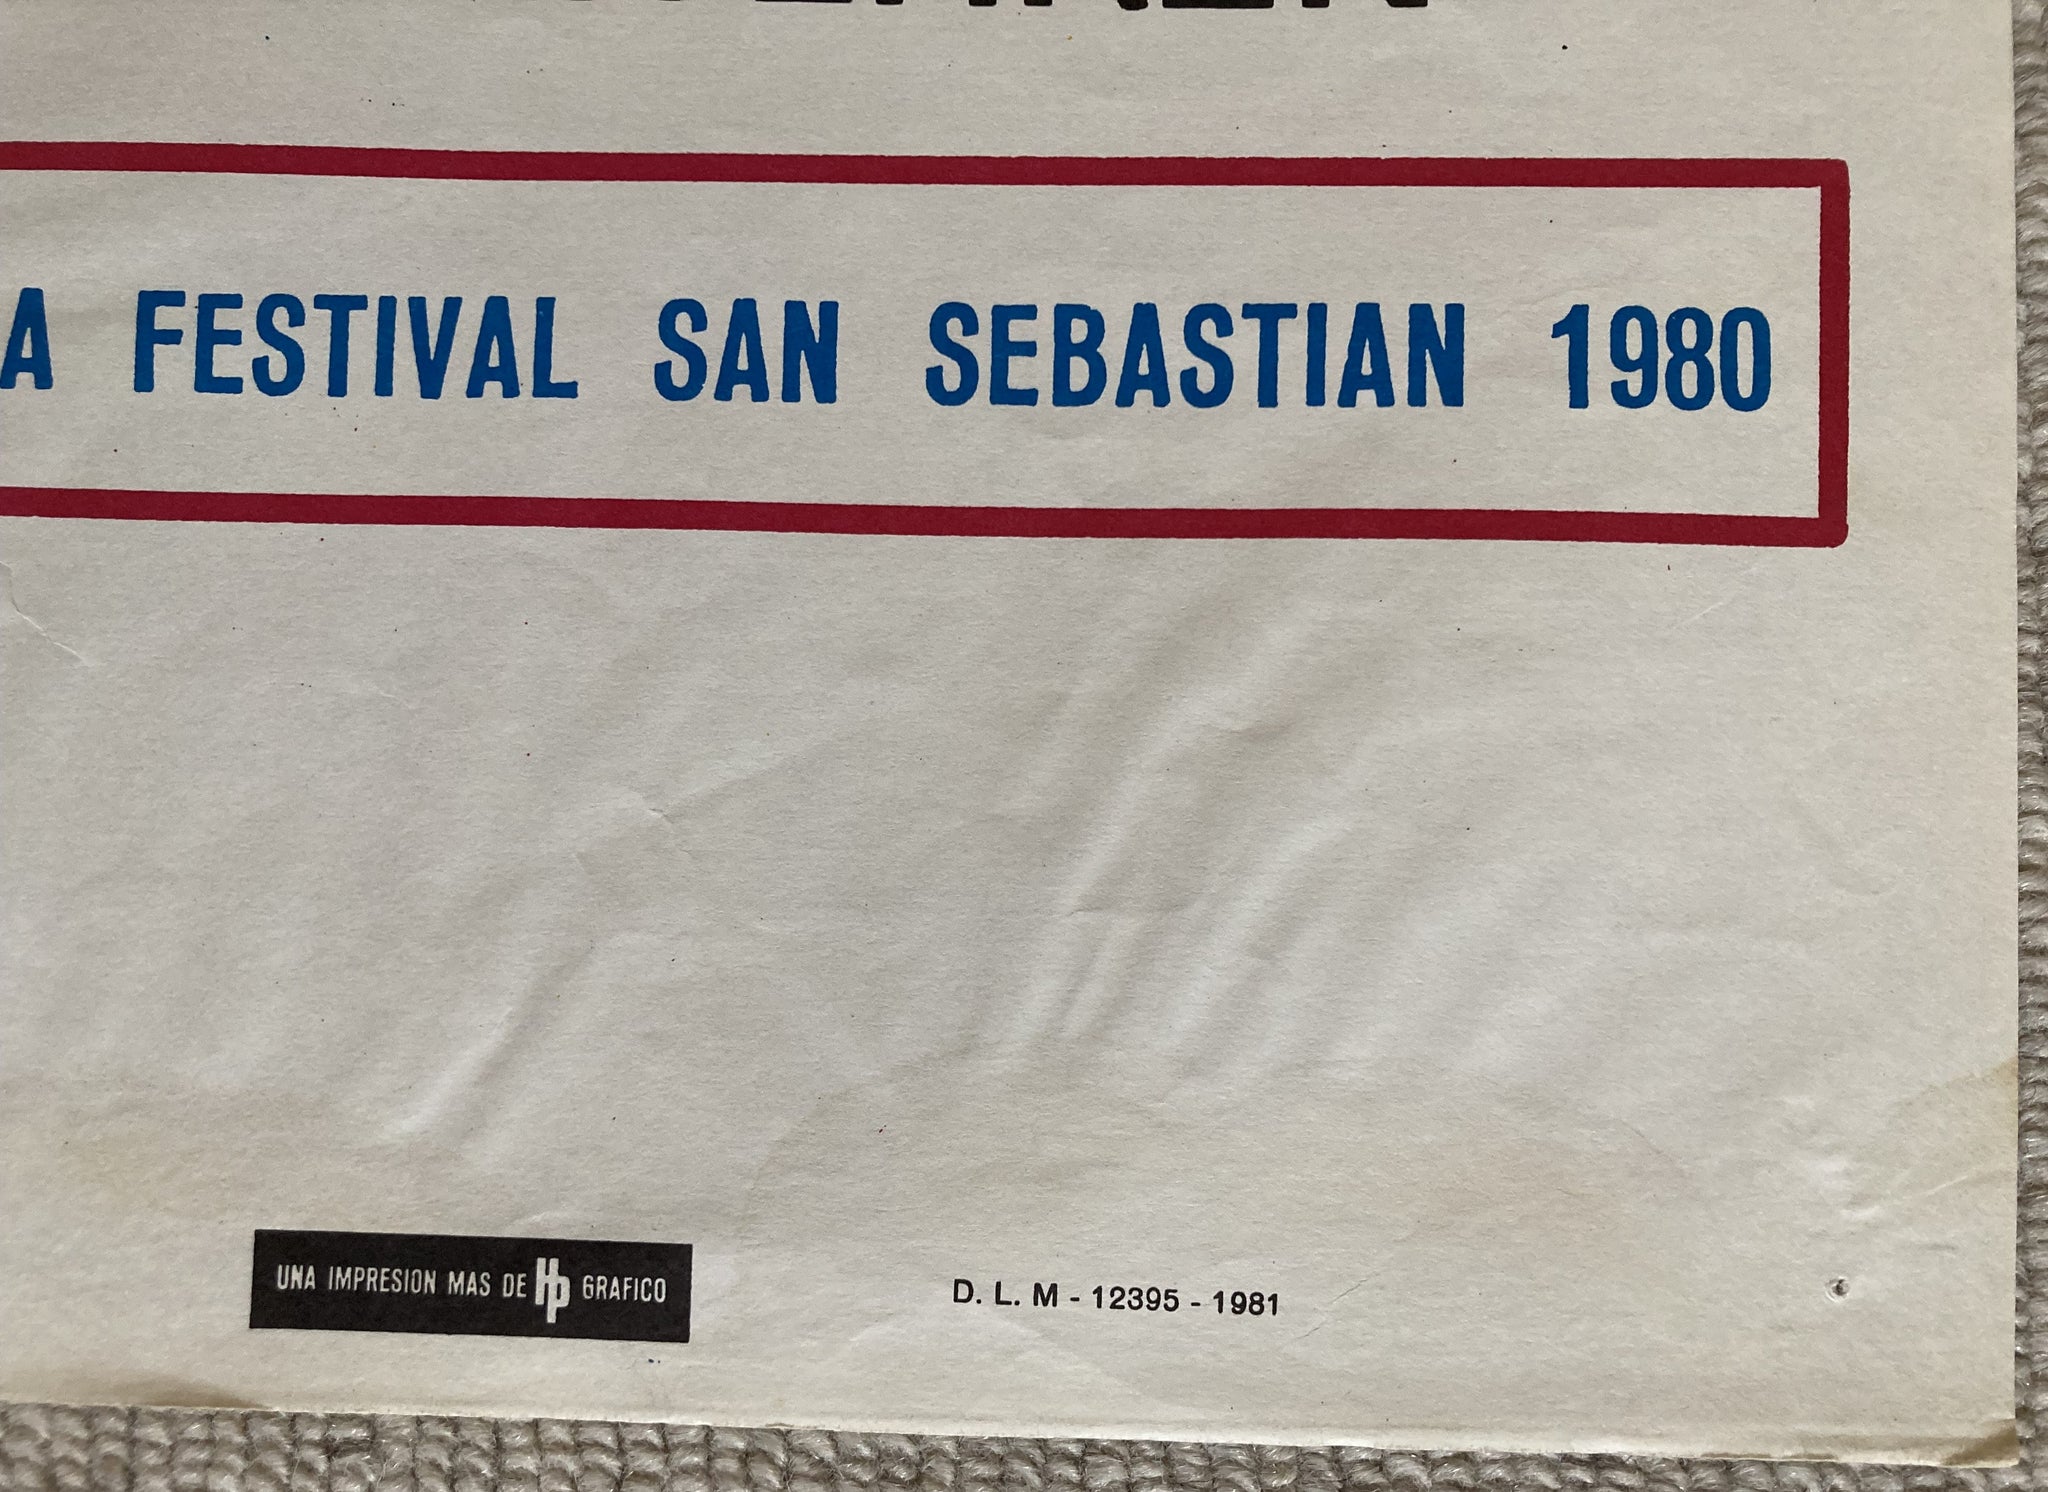 A FESTIVAL SAN SEBASTIAN 1980
UNA IMPRESION MAS DE HP GRAFICO
D. L. M - 12395 - 1981